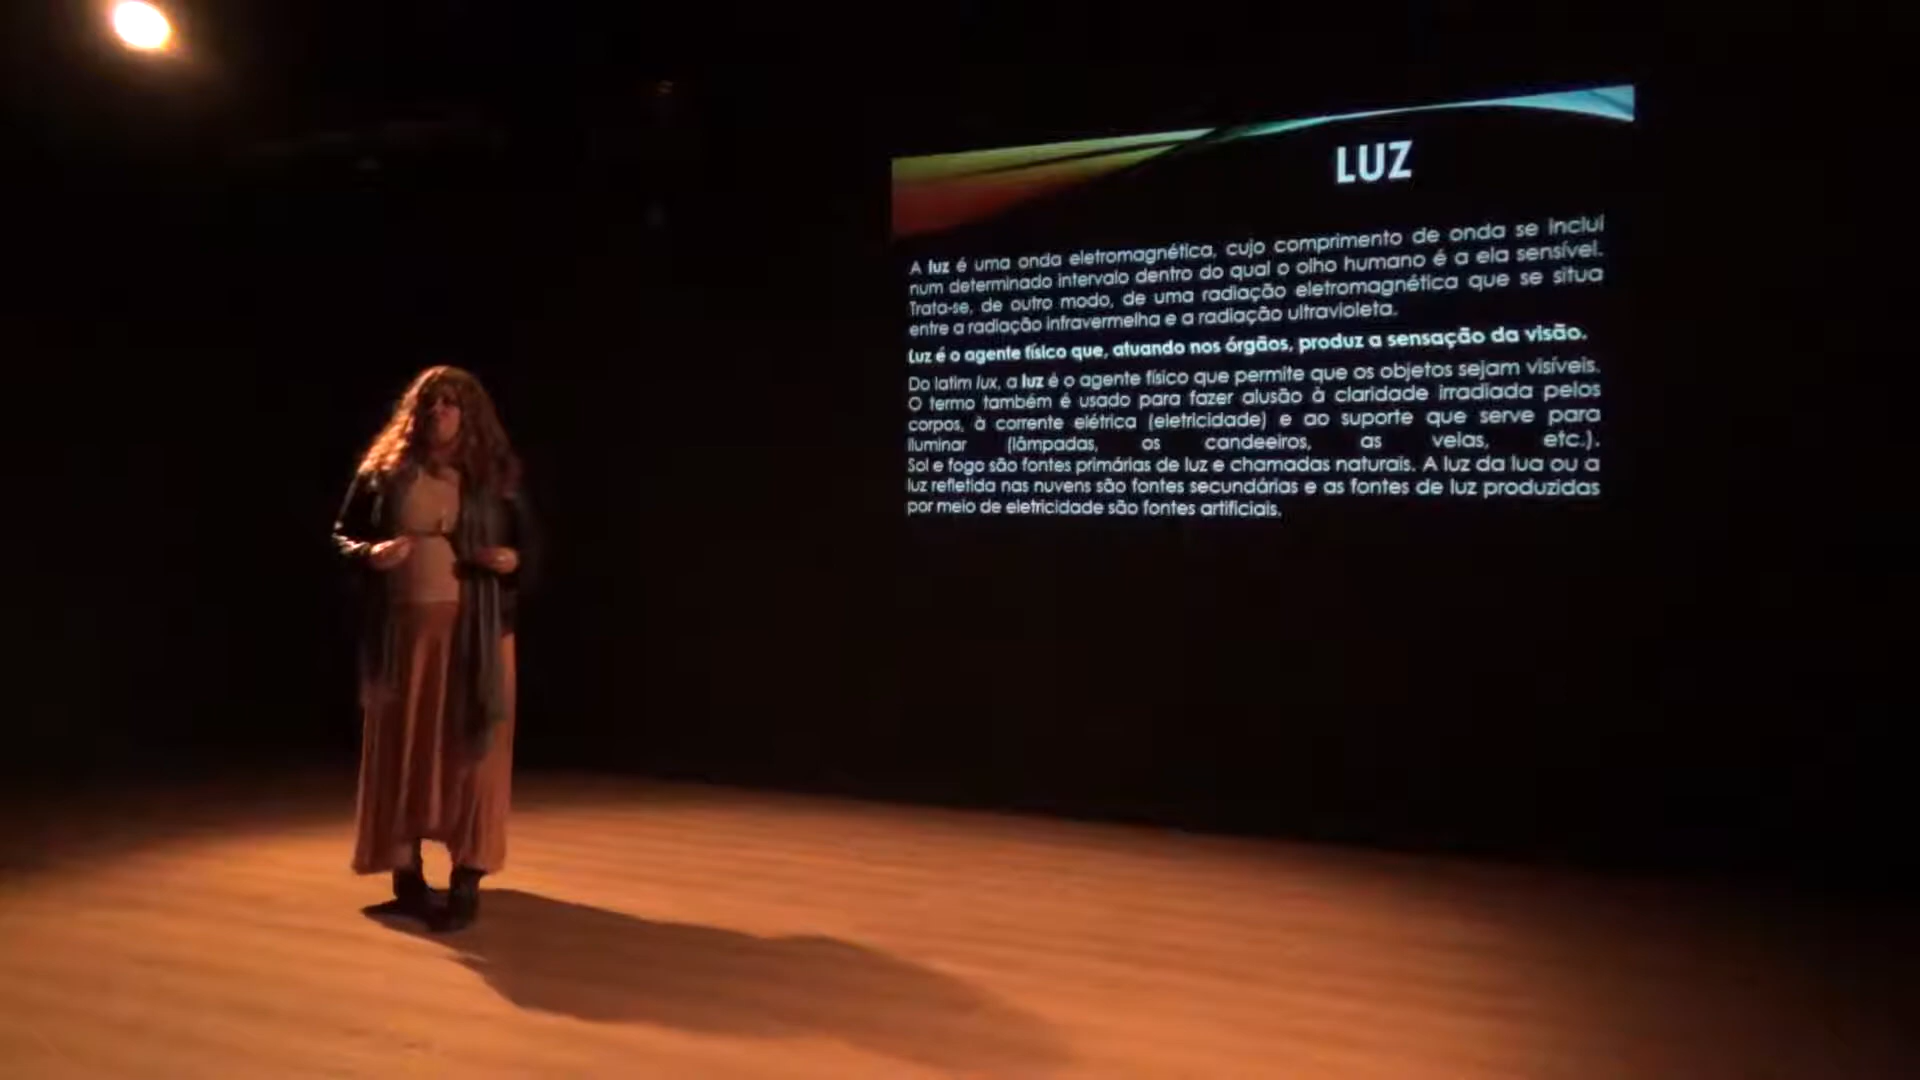 LUZ
A luz é uma onda eletromagnética, cujo comprimento de onda se inclui
num determinado intervalo dentro do qual o olho humano é a ela sensível.
Trata-se, de outro modo, de uma radiação eletromagnética que se situa
entre a radiação infravermelha e a radiação ultravioleta.
Luz é o agente físico que, atuando nos órgãos, produz a sensação da visão.
Do latim lux, a luz é o agente físico que permite que os objetos sejam visíveis.
O termo também é usado para fazer alusão à claridade irradiada pelos
corpos, à corrente elétrica (eletricidade) e ao suporte que serve para
iluminar (lâmpadas, os candeeiros, as velas, etc.).
Sol e fogo são fontes primárias de luz e chamadas naturais. A luz da lua ou a
luz refletida nas nuvens são fontes secundárias e as fontes de luz produzidas
por meio de eletricidade são fontes artificiais.